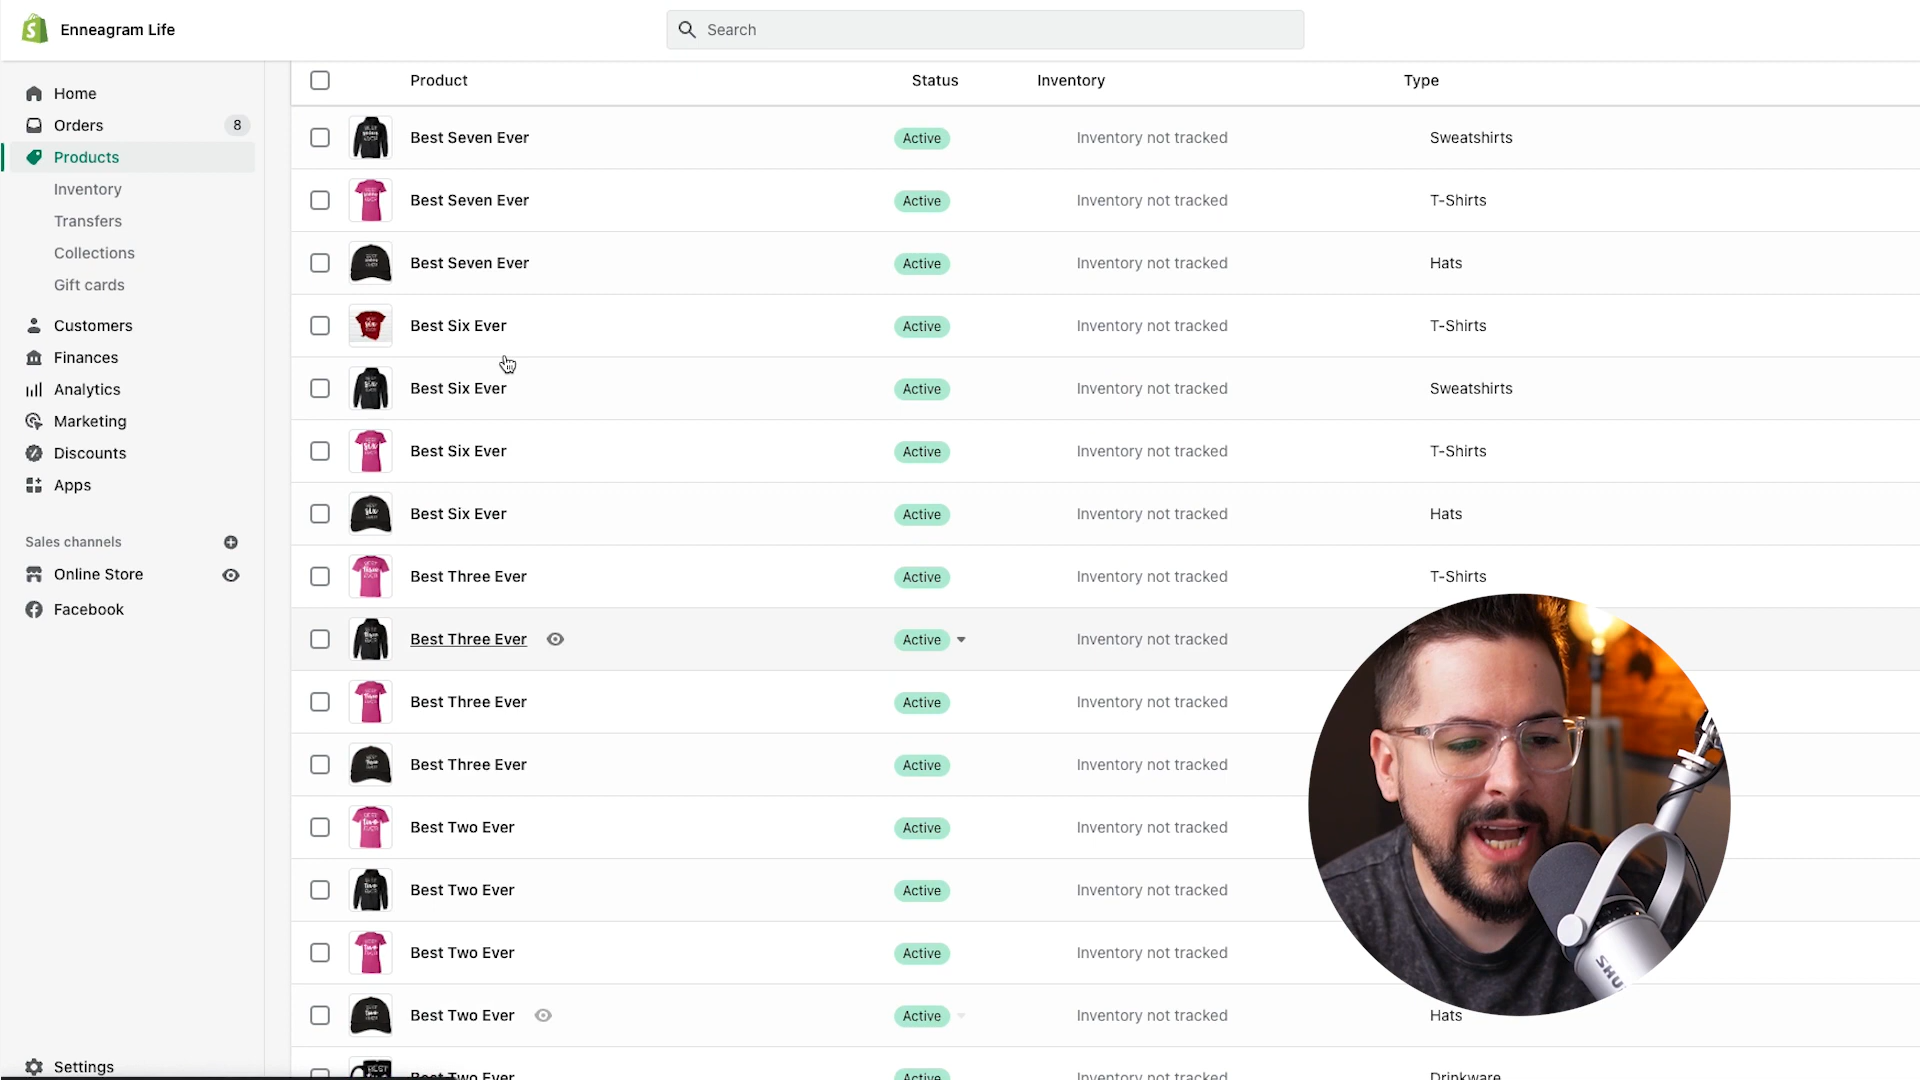 Enneagram Life
Search
Home
Orders 8
Products
Inventory
Transfers
Collections
Gift cards
Customers
Finances
Analytics
Marketing
Discounts
Apps
Sales channels
Online Store
Facebook
Settings
Product Status Inventory Type
Best Seven Ever Active Inventory not tracked Sweatshirts
Best Seven Ever Active Inventory not tracked T-Shirts
Best Seven Ever Active Inventory not tracked Hats
Best Six Ever Active Inventory not tracked T-Shirts
Best Six Ever Active Inventory not tracked Sweatshirts
Best Six Ever Active Inventory not tracked T-Shirts
Best Six Ever Active Inventory not tracked Hats
Best Three Ever Active Inventory not tracked T-Shirts
Best Three Ever Active Inventory not tracked
Best Three Ever Active Inventory not tracked
Best Three Ever Active Inventory not tracked
Best Two Ever Active Inventory not tracked
Best Two Ever Active Inventory not tracked
Best Two Ever Active Inventory not tracked
Best Two Ever Active Inventory not tracked Hats
Best Two Ever Active Inventory not tracked Drinkware
SHU